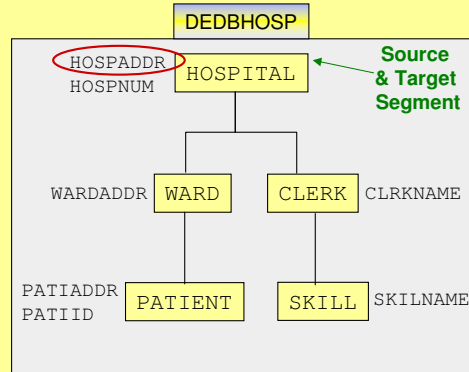 DEDBHOSP
Source
& Target
Segment
HOSPADDR
HOSPNUM
HOSPITAL
WARDADDR WARD CLERK CLRKNAME
PATIADDR
PATIID
PATIENT SKILL SKILNAME